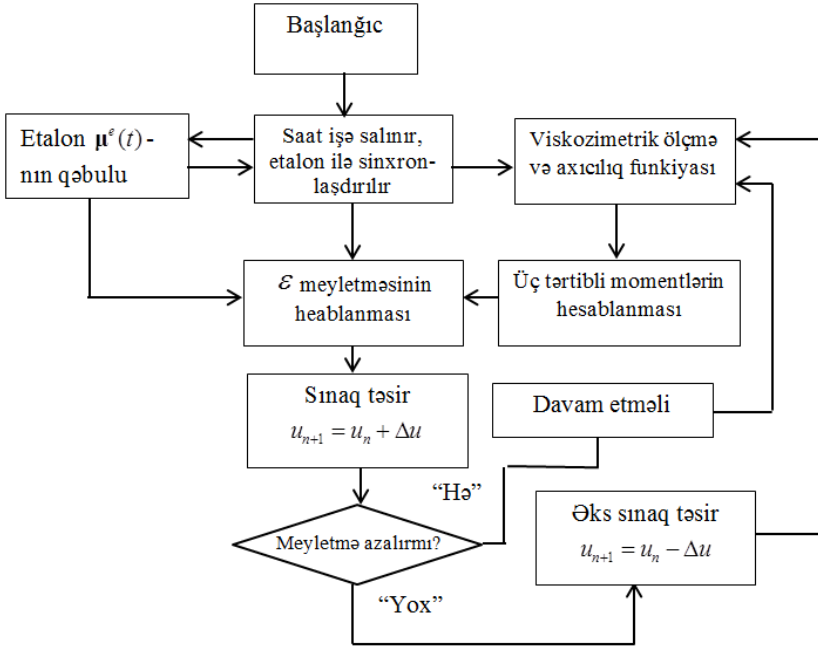 Başlanğıc
Etalon μᵉ(t) -
nın qəbulu
Saat işə salınır,
etalon ilə sinxron-
laşdırılır
Viskozimetrik ölçmə
və axıcılıq funkiyası
ε meyletməsinin
heablanması
Üç tərtibli momentlərin
hesablanması
Sınaq təsir
uₙ₊₁ = uₙ + Δu
Davam etməli
“Hə”
Meyletmə azalırmı?
Əks sınaq təsir
uₙ₊₁ = uₙ − Δu
“Yox”